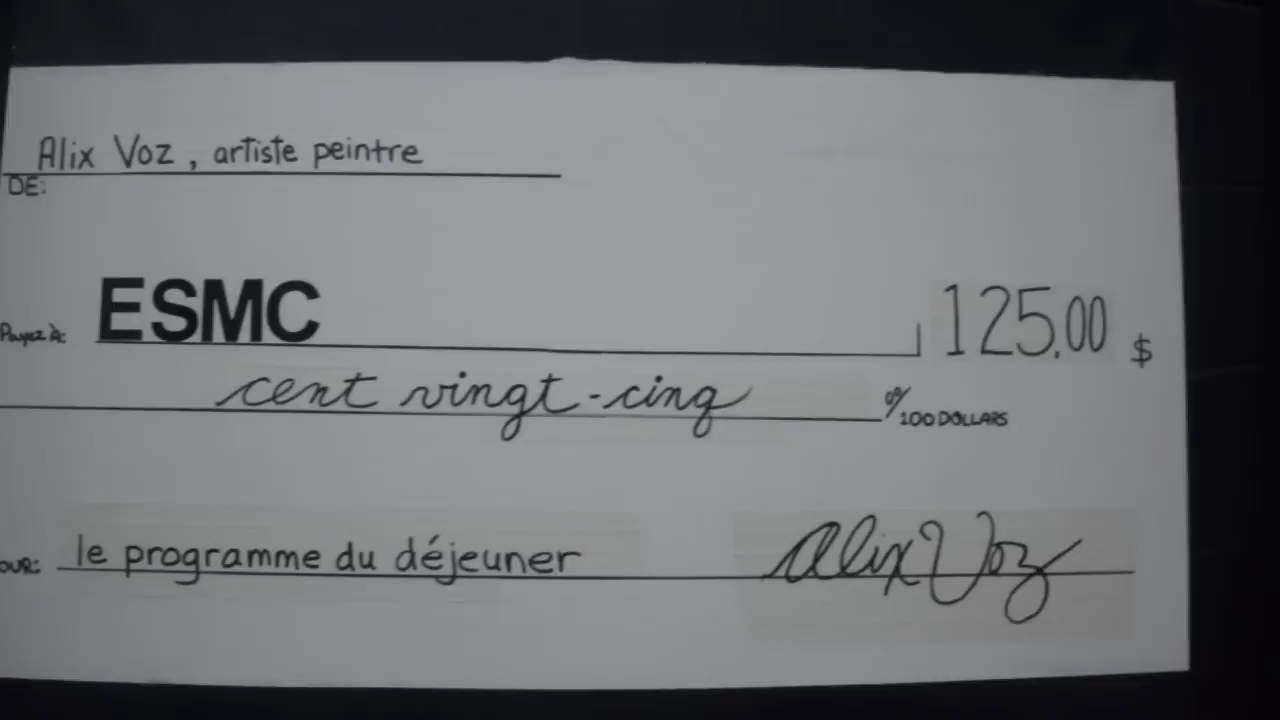 Alix Voz, artiste peintre
DE:
Payez À: ESMC 125.00 $
cent vingt-cinq 0/100 DOLLARS
OUR: le programme du déjeuner Alix Voz